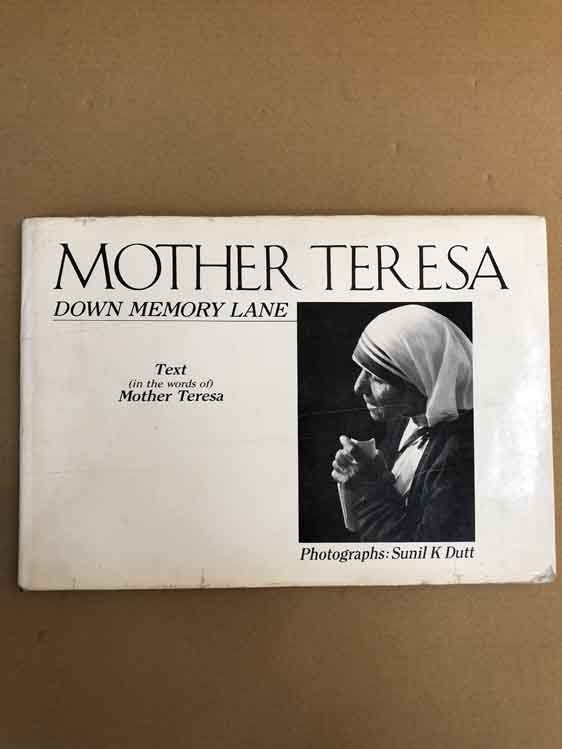 MOTHER TERESA
DOWN MEMORY LANE
Text
(in the words of)
Mother Teresa
Photographs: Sunil K Dutt